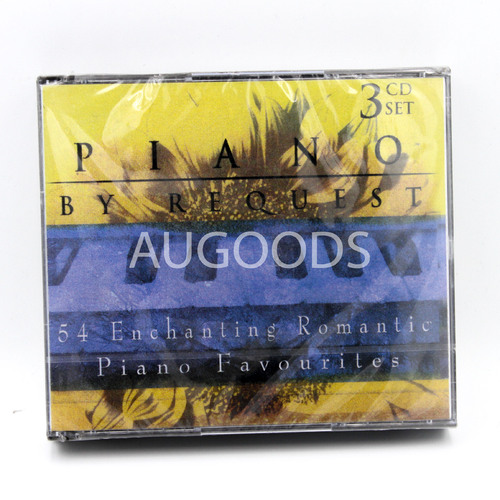 3 CD
SET
PIANO
BY REQUEST
AUGOODS
54 Enchanting Romantic
Piano Favourites